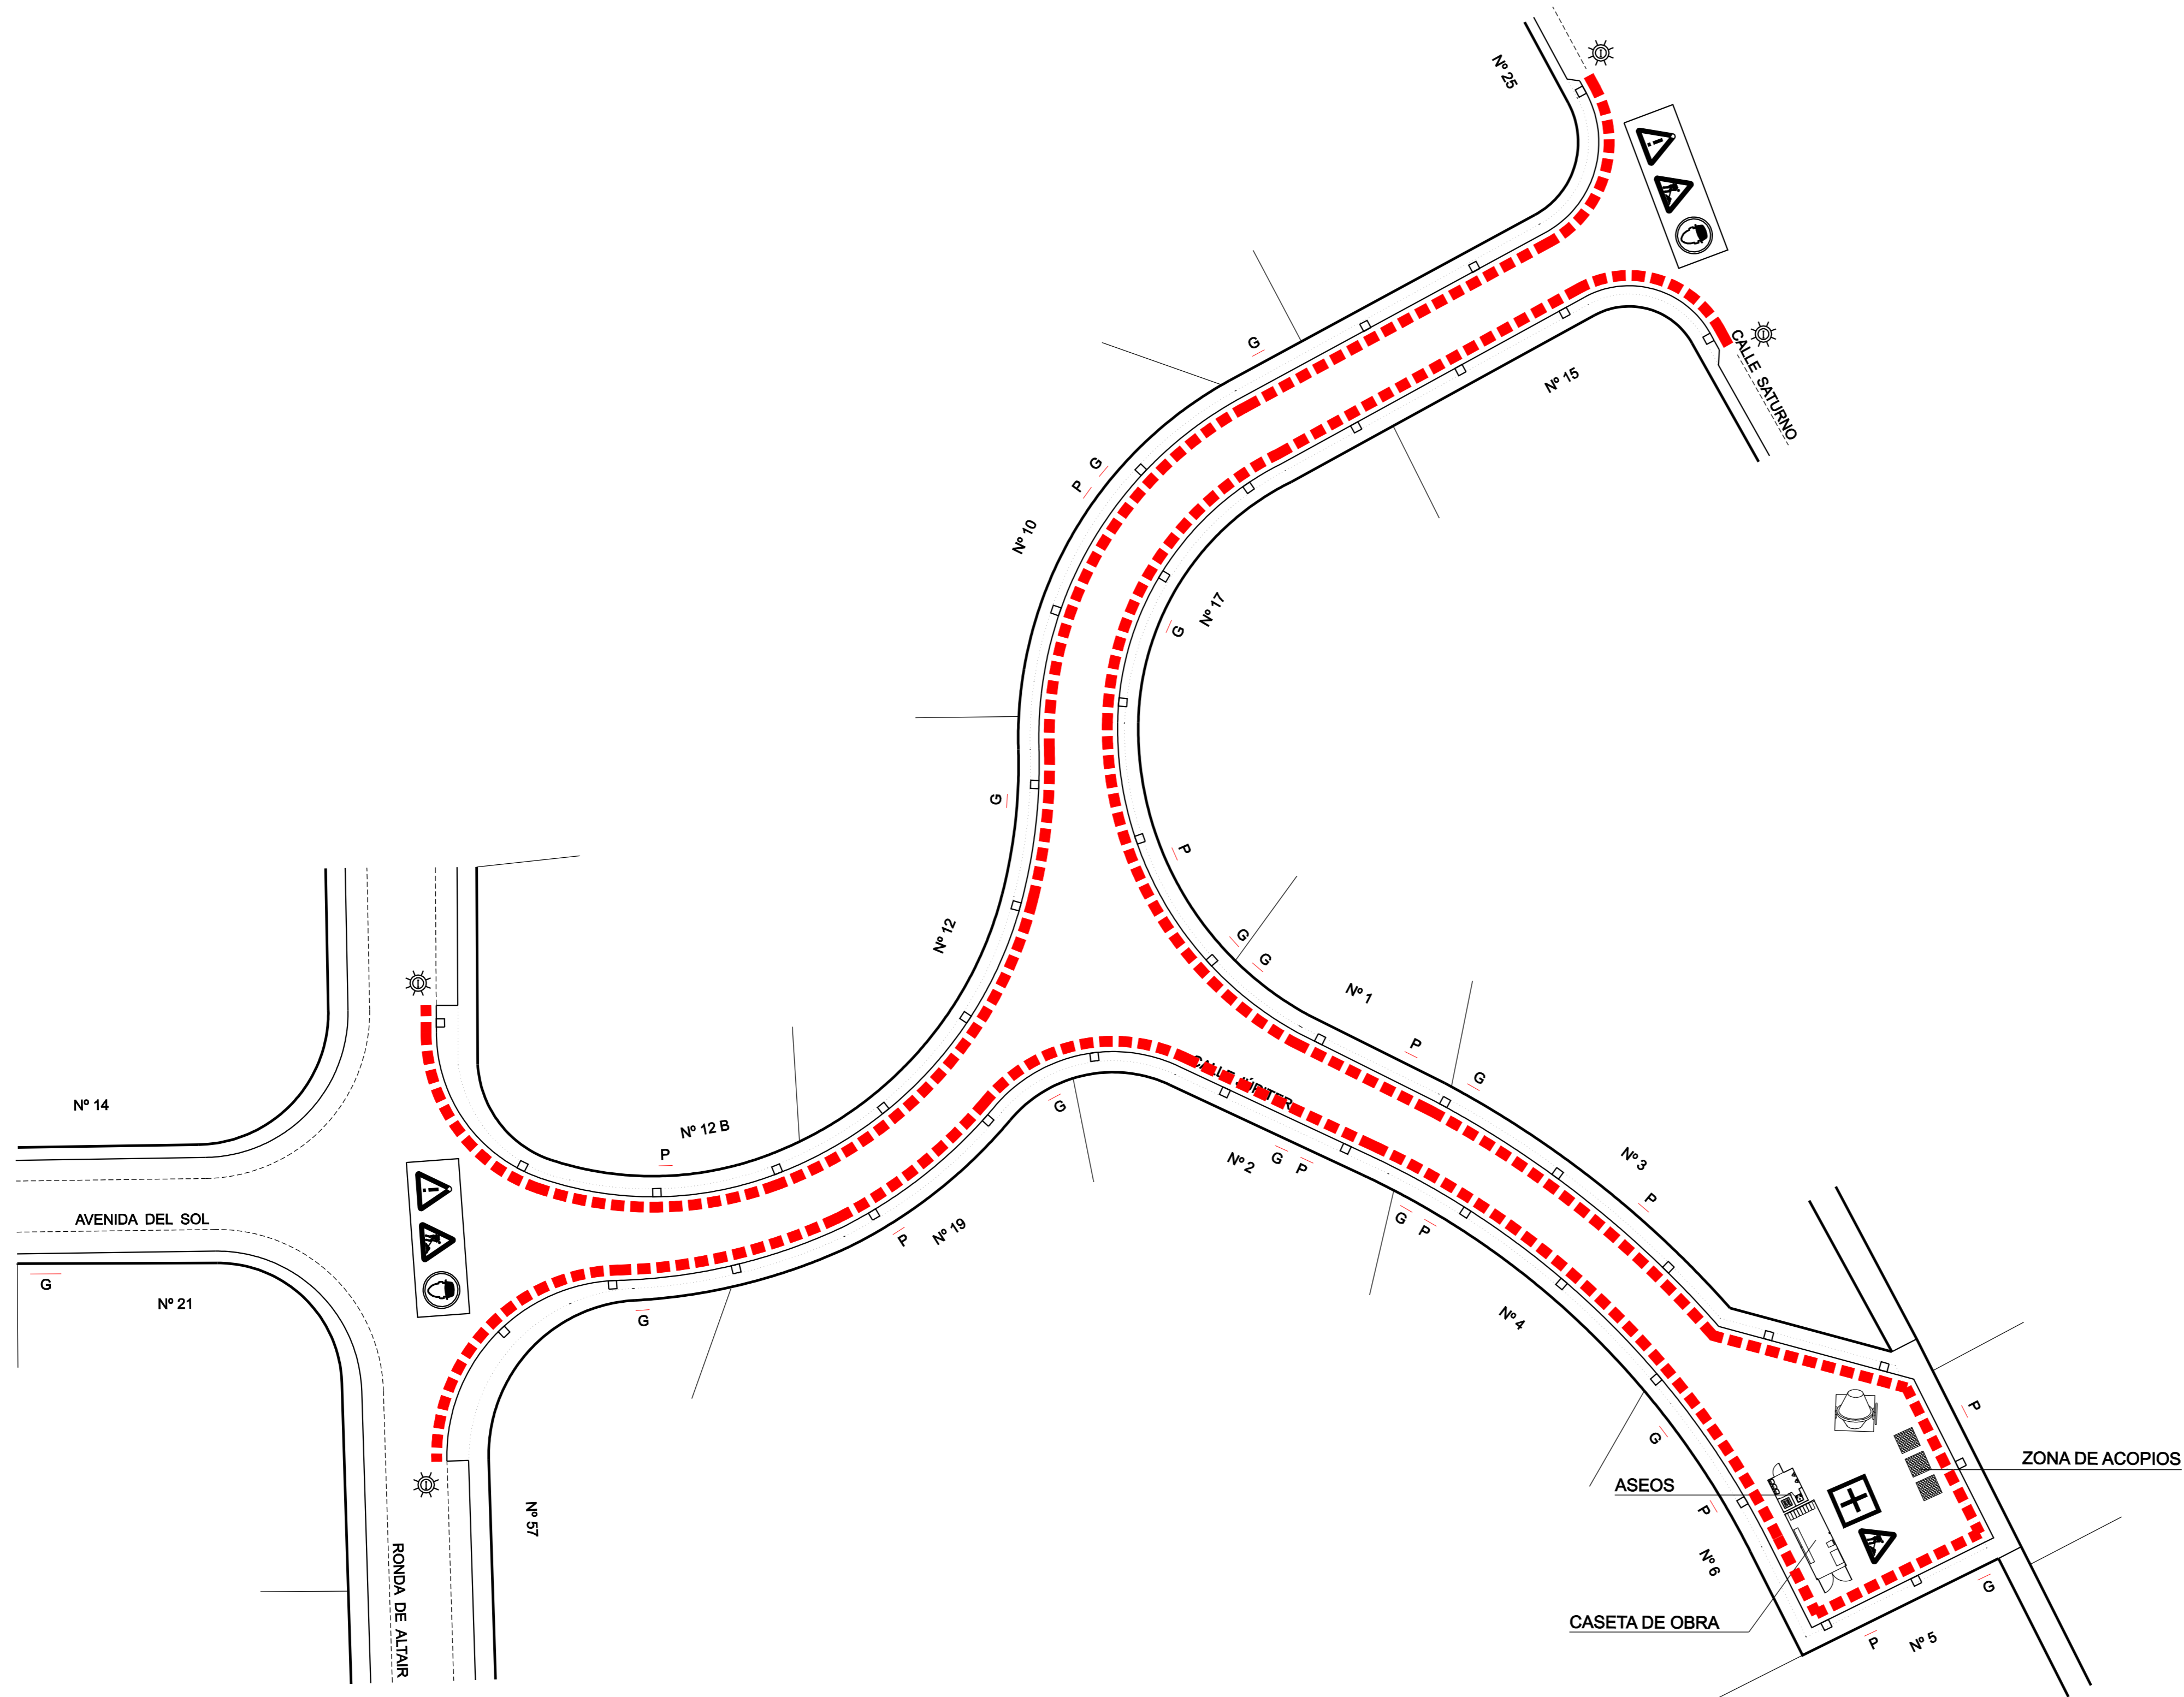 Nº 25
G
Nº 15
CALLE SATURNO
G
P
Nº 10
Nº 17
G
G
P
Nº 12
G
G
Nº 1
P
G
CALLE JÚPITER
Nº 14
G
Nº 12 B
P
Nº 2
G
P
Nº 3
P
AVENIDA DEL SOL
G
P
Nº 19
P
G
Nº 21
G
Nº 4
P
G
ZONA DE ACOPIOS
ASEOS
P
Nº 57
RONDA DE ALTAIR
Nº 6
G
CASETA DE OBRA
P
Nº 5